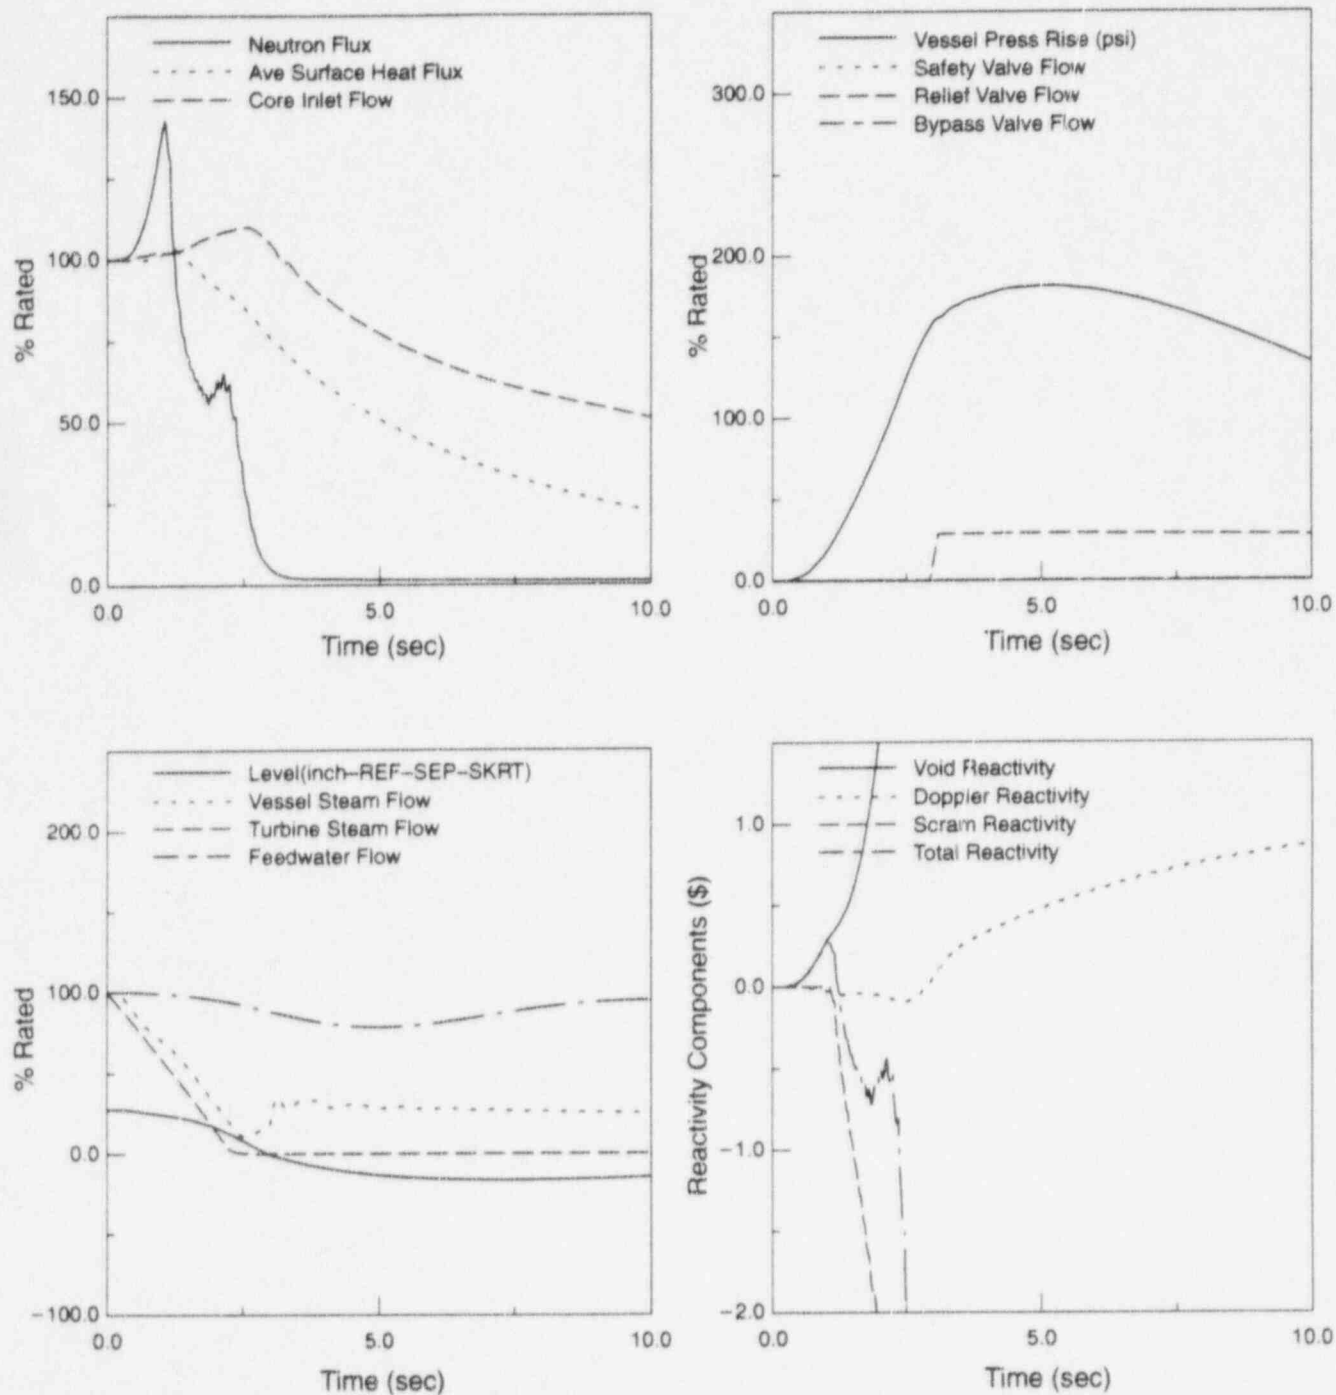 Neutron Flux
Ave Surface Heat Flux
Core Inlet Flow
150.0
100.0
50.0
0.0
% Rated
0.0 5.0 10.0
Time (sec)
Vessel Press Rise (psi)
Safety Valve Flow
Relief Valve Flow
Bypass Valve Flow
300.0
200.0
100.0
0.0
% Rated
0.0 5.0 10.0
Time (sec)
Level(inch-REF-SEP-SKRT)
Vessel Steam Flow
Turbine Steam Flow
Feedwater Flow
200.0
100.0
0.0
-100.0
% Rated
0.0 5.0 10.0
Time (sec)
Void Reactivity
Doppler Reactivity
Scram Reactivity
Total Reactivity
1.0
0.0
-1.0
-2.0
Reactivity Components ($)
0.0 5.0 10.0
Time (sec)